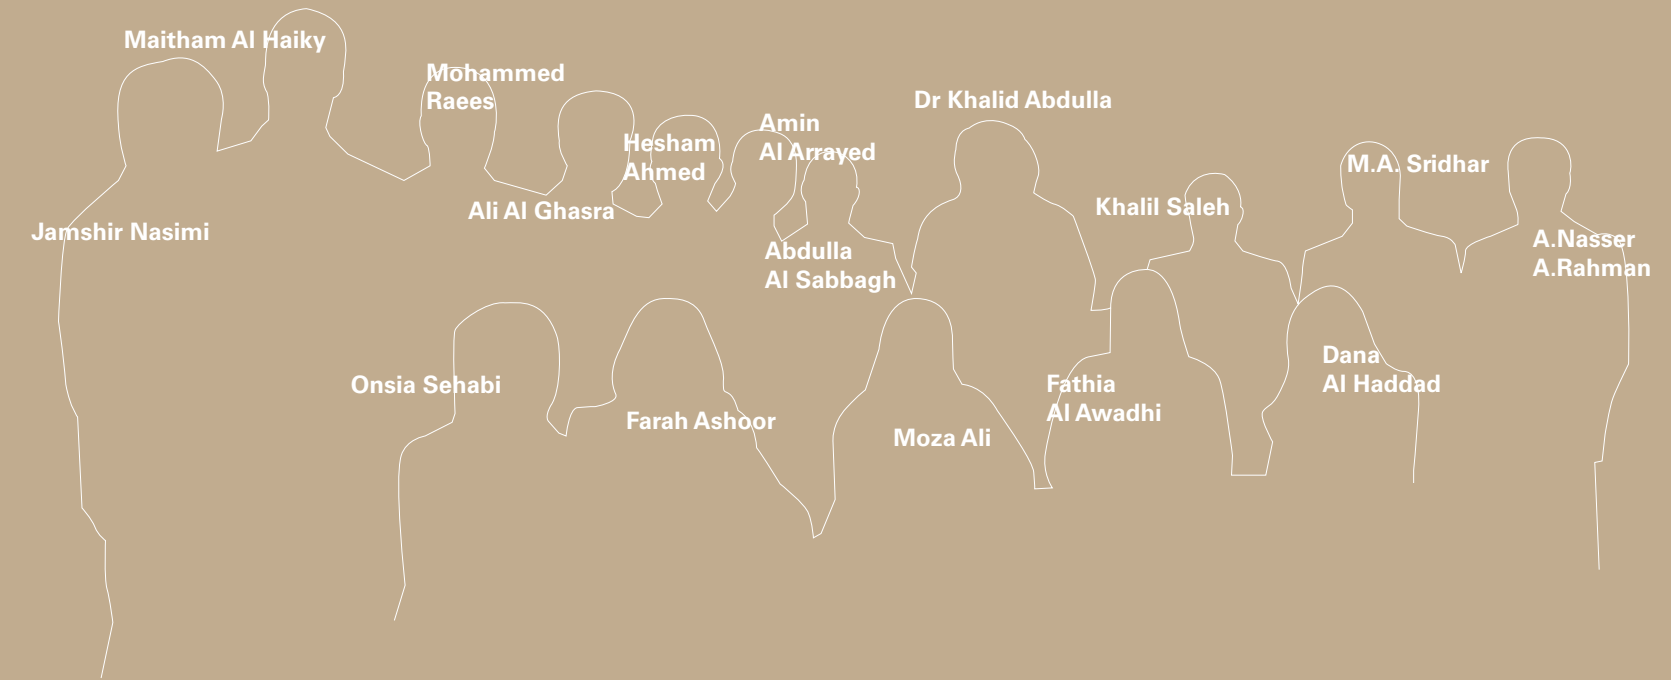 Maitham Al Haiky
Mohammed
Raees
Dr Khalid Abdulla
Amin
Al Arrayed
Hesham
Ahmed
M.A. Sridhar
Khalil Saleh
Ali Al Ghasra
Jamshir Nasimi
A.Nasser
A.Rahman
Abdulla
Al Sabbagh
Dana
Al Haddad
Onsia Sehabi
Fathia
Al Awadhi
Farah Ashoor
Moza Ali